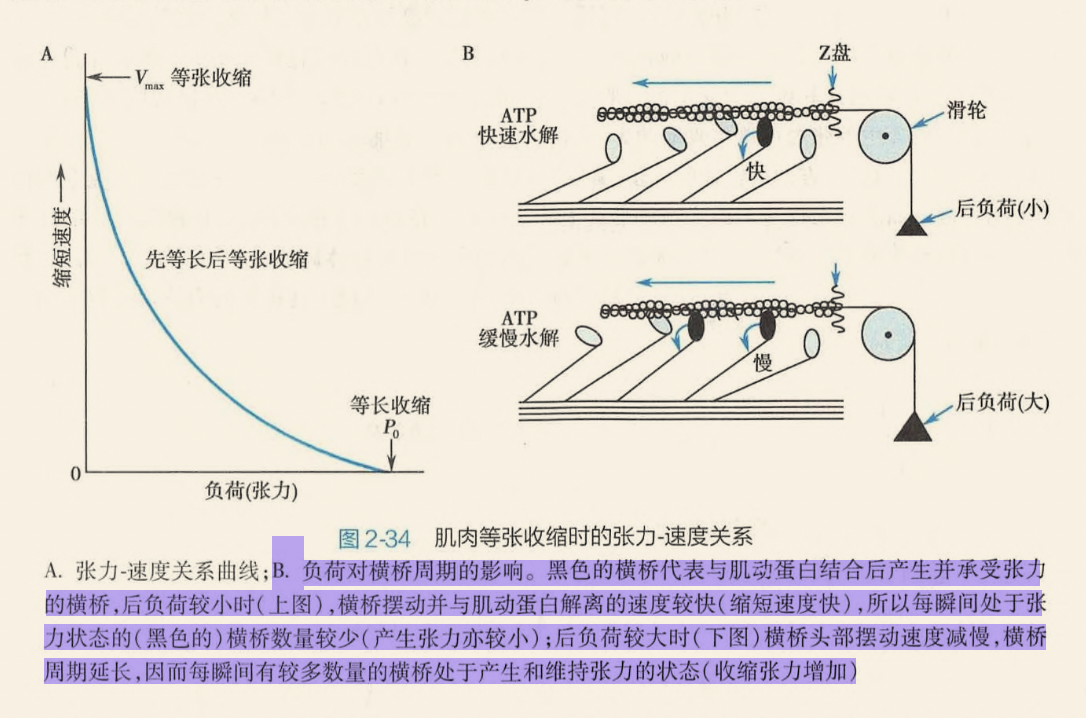 A
B
Vmax 等张收缩
Z盘
ATP
快速水解
滑轮
快
后负荷(小)
缩短速度
先等长后等张收缩
ATP
缓慢水解
慢
等长收缩
P0
后负荷(大)
0
负荷(张力)
图2-34 肌肉等张收缩时的张力-速度关系
A. 张力-速度关系曲线;B. 负荷对横桥周期的影响。黑色的横桥代表与肌动蛋白结合后产生并承受张力
的横桥,后负荷较小时(上图),横桥摆动并与肌动蛋白解离的速度较快(缩短速度快),所以每瞬间处于张
力状态的(黑色的)横桥数量较少(产生张力亦较小);后负荷较大时(下图)横桥头部摆动速度减慢,横桥
周期延长,因而每瞬间有较多数量的横桥处于产生和维持张力的状态(收缩张力增加)